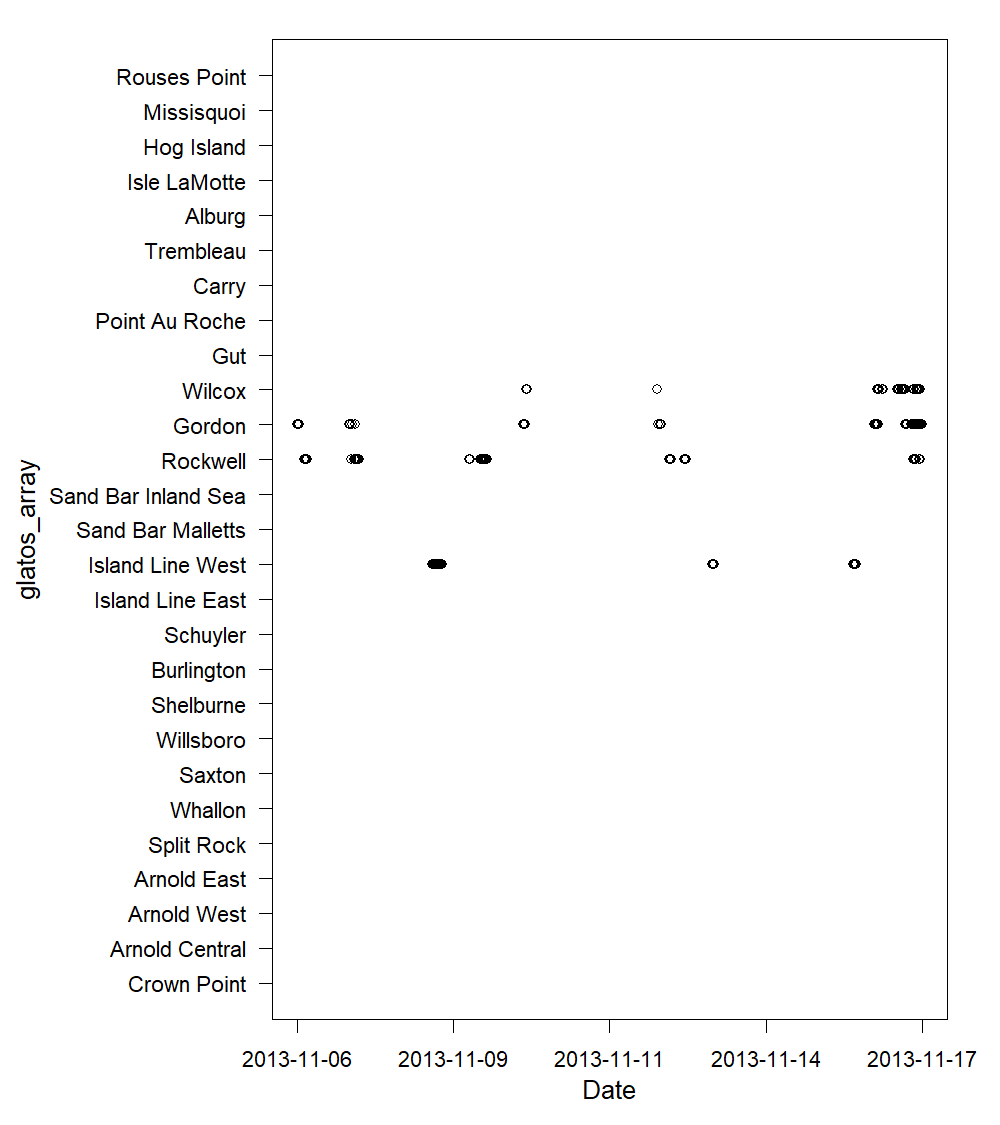 Rouses Point
Missisquoi
Hog Island
Isle LaMotte
Alburg
Trembleau
Carry
Point Au Roche
Gut
Wilcox
Gordon
Rockwell
Sand Bar Inland Sea
Sand Bar Malletts
Island Line West
Island Line East
Schuyler
Burlington
Shelburne
Willsboro
Saxton
Whallon
Split Rock
Arnold East
Arnold West
Arnold Central
Crown Point
glatos_array
2013-11-06 2013-11-09 2013-11-11 2013-11-14 2013-11-17
Date